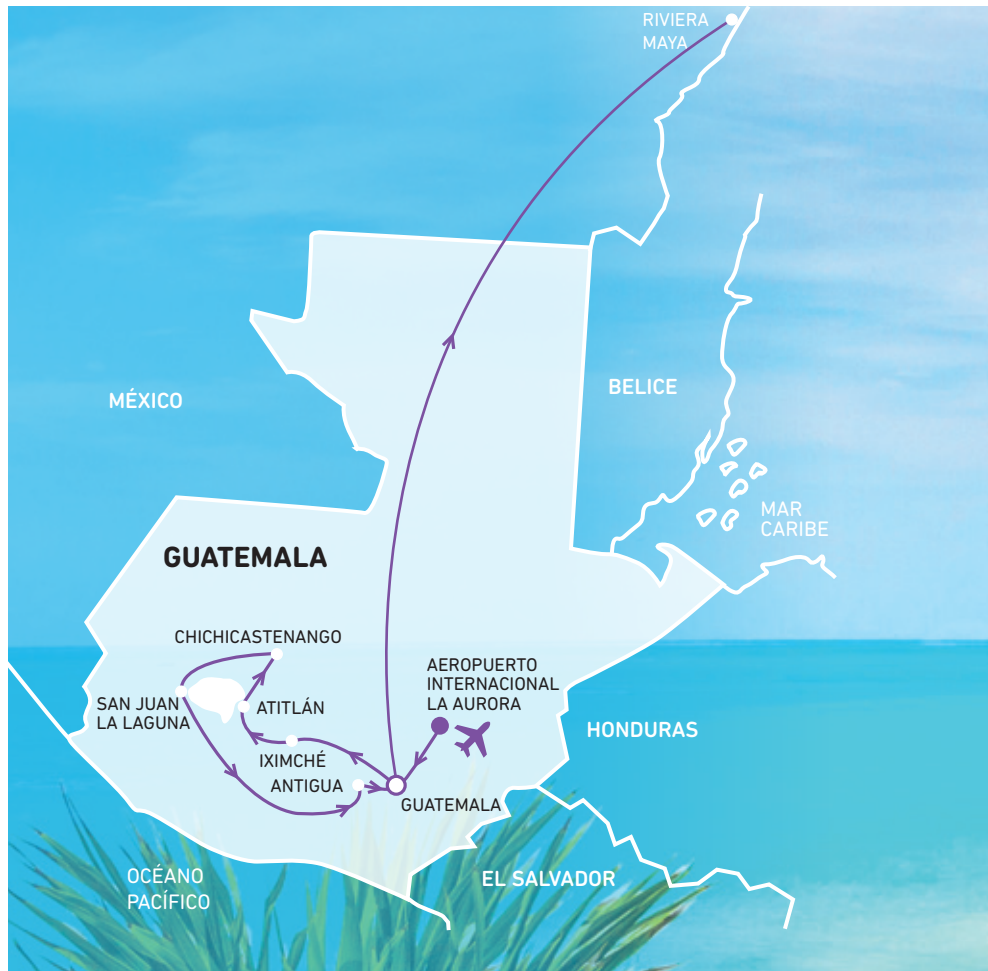 RIVIERA
MAYA
MÉXICO
BELICE
MAR
CARIBE
GUATEMALA
CHICHICASTENANGO
AEROPUERTO
INTERNACIONAL
LA AURORA
SAN JUAN
LA LAGUNA
ATITLÁN
HONDURAS
IXIMCHÉ
ANTIGUA
GUATEMALA
OCÉANO
PACÍFICO
EL SALVADOR